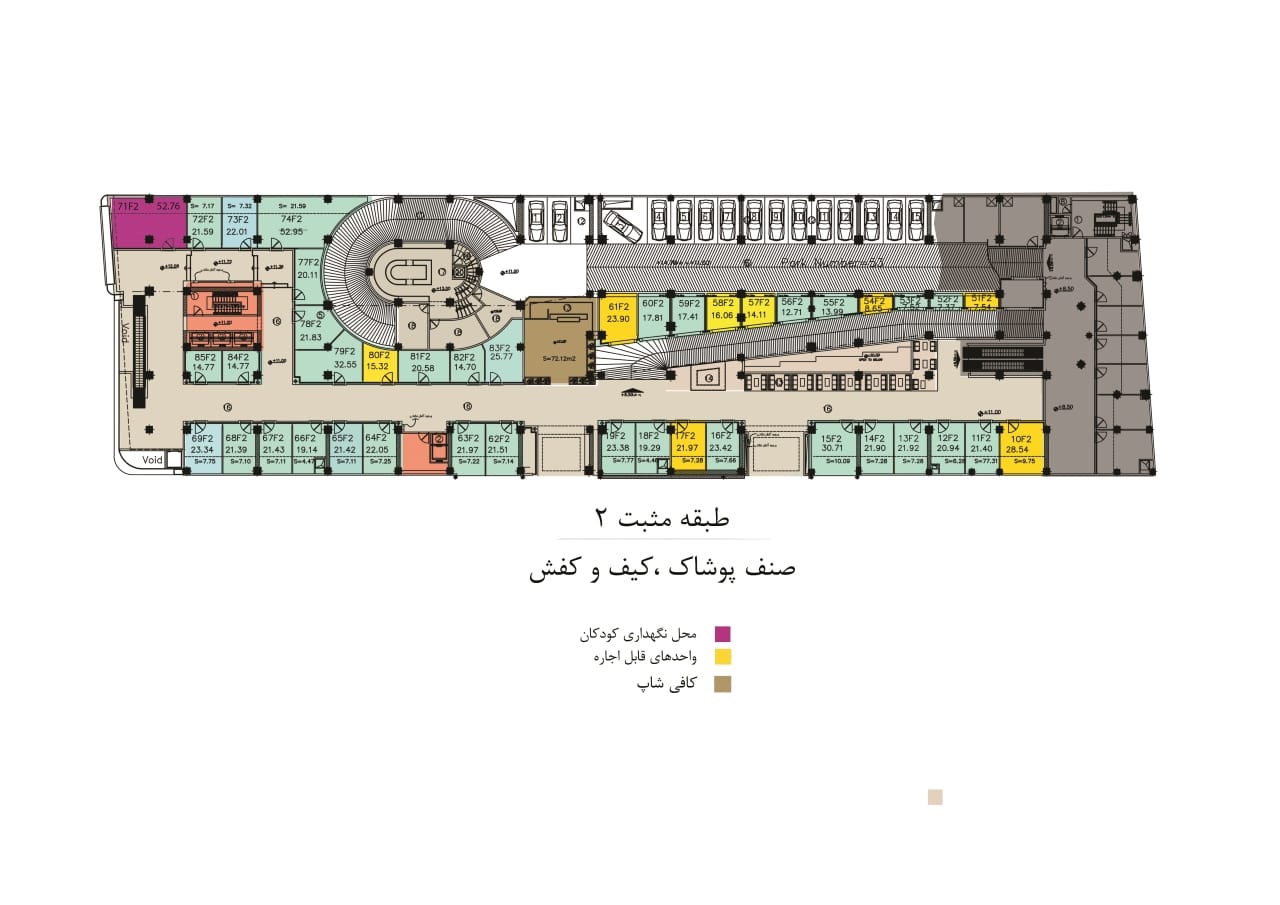 71F2 52.76
S= 7.17
72F2
21.59
S= 7.32
73F2
22.01
S= 21.59
74F2
52.95
77F2
20.11
78F2
21.83
79F2
32.55
80F2
15.32
81F2
20.58
82F2
14.70
83F2
25.77
S=72.12m2
85F2
14.77
84F2
14.77
Void
Void
Park Number=53
61F2
23.90
60F2
17.81
59F2
17.41
58F2
16.06
57F2
14.11
56F2
12.71
55F2
13.99
54F2
8.65
53F2
52F2
51F2
7.54
69F2
23.34
S=7.75
68F2
21.39
S=7.10
67F2
21.43
S=7.11
66F2
19.14
S=4.47
65F2
21.42
S=7.11
64F2
22.05
S=7.25
63F2
21.97
S=7.22
62F2
21.51
S=7.14
19F2
23.38
S=7.77
18F2
19.29
S=4.46
17F2
21.97
S=7.28
16F2
23.42
S=7.66
15F2
30.71
S=10.09
14F2
21.90
S=7.28
13F2
21.92
S=7.28
12F2
20.94
S=6.28
11F2
21.40
S=77.31
10F2
28.54
S=9.75
+11.00
طبقه مثبت ۲
صنف پوشاک ،کیف و کفش
محل نگهداری کودکان
واحدهای قابل اجاره
کافی شاپ